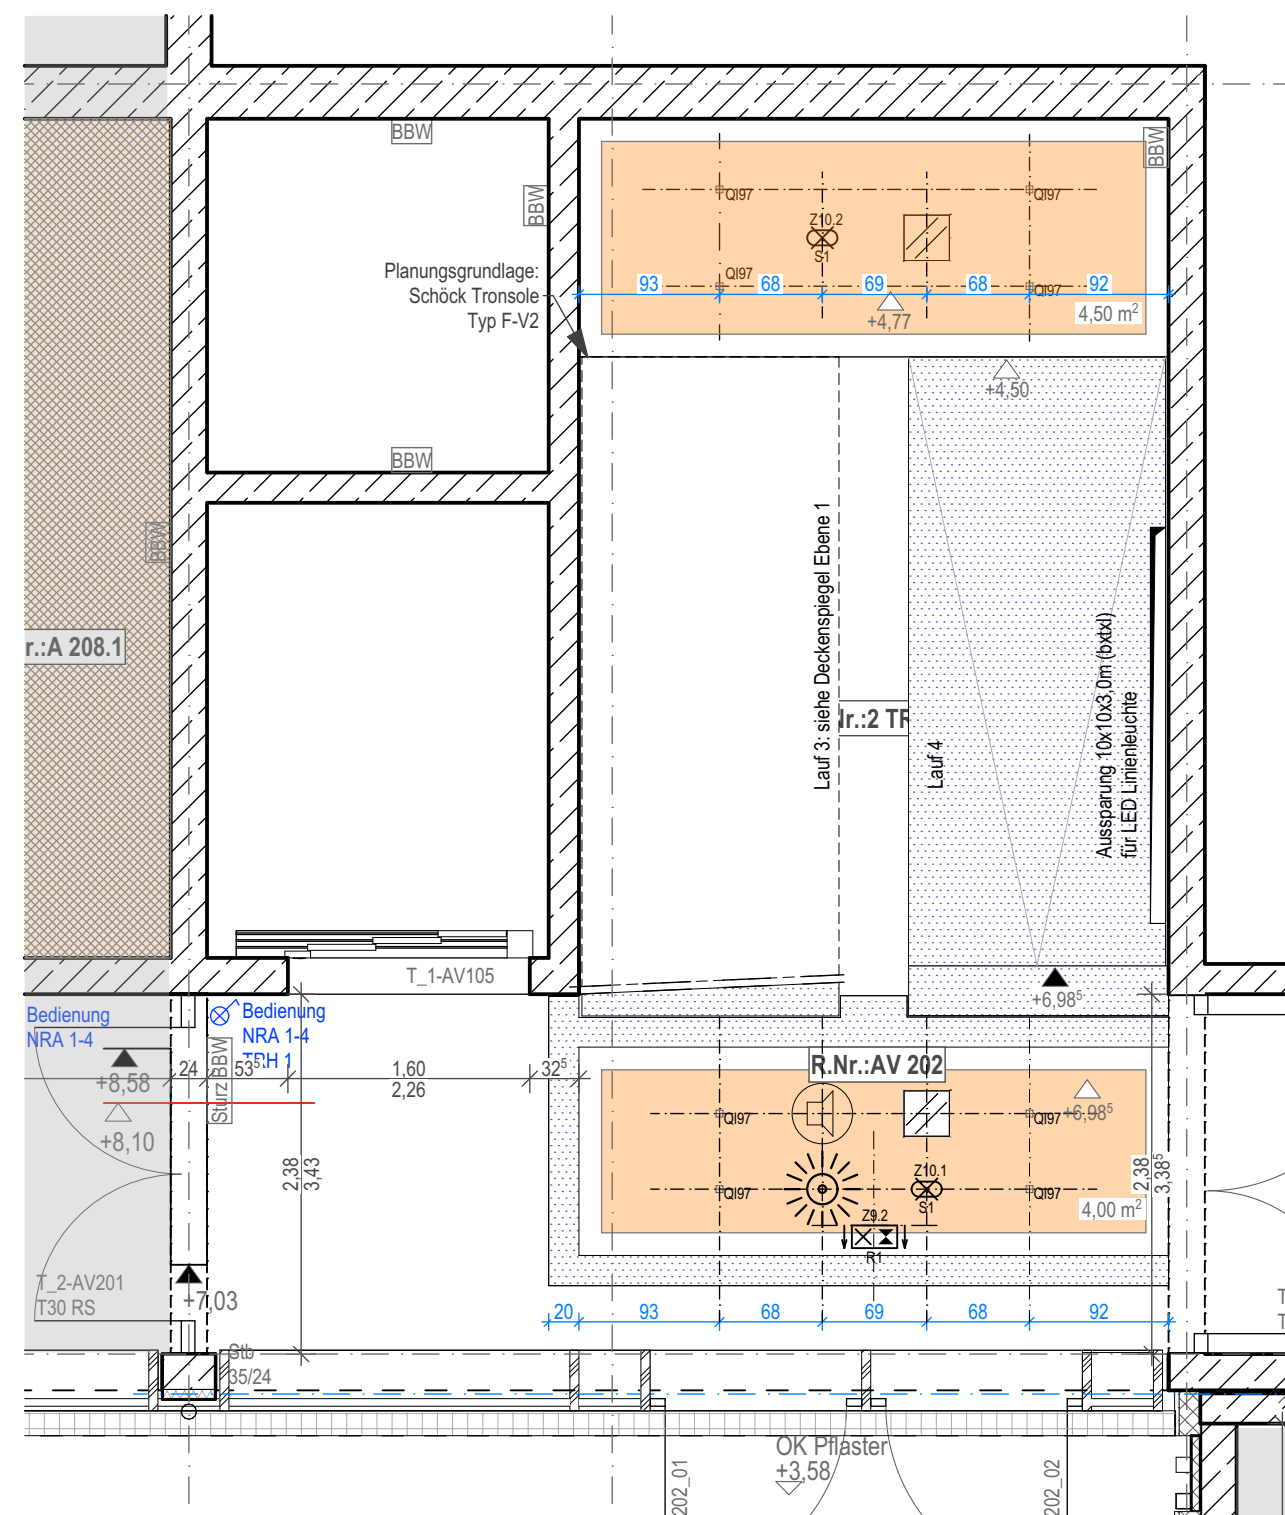 BBW
BBW
BBW
Planungsgrundlage:
Schöck Tronsole
Typ F-V2
QI97
QI97
Z10.2
S1
QI97
QI97
93
68
69
68
92
+4,77
4,50 m²
+4,50
BBW
BBW
r.:A 208.1
Lauf 3: siehe Deckenspiegel Ebene 1
Lauf 4
Aussparung 10x10x3,0m (bxtxl)
für LED Linienleuchte
T_1-AV105
+6,98⁵
Bedienung
NRA 1-4
Bedienung
NRA 1-4
TRH 1
+8,58
24
Sturz BBW
53⁵
1,60
2,26
32⁵
+8,10
R.Nr.:AV 202
+6,98⁵
QI97
QI97
2,38
3,43
2,38
3,38⁵
QI97
QI97
Z10.1
S1
4,00 m²
Z9.2
R1
T_2-AV201
T30 RS
+7,03
20
93
68
69
68
92
Stb
35/24
OK Pflaster
+3,58
202_01
202_02